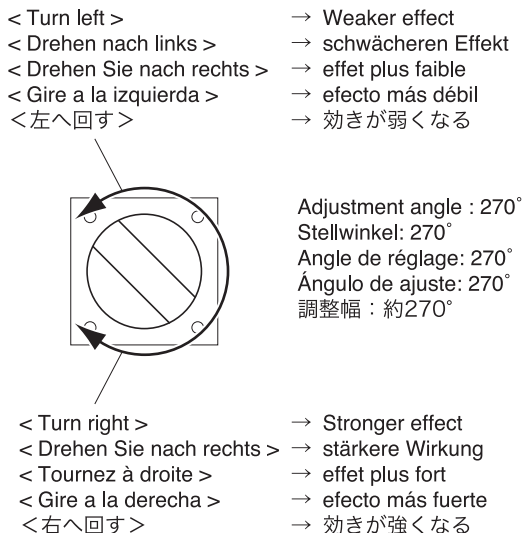 < Turn left > → Weaker effect
< Drehen nach links > → schwächeren Effekt
< Drehen Sie nach rechts > → effet plus faible
< Gire a la izquierda > → efecto más débil
＜左へ回す＞ → 効きが弱くなる
Adjustment angle : 270°
Stellwinkel: 270°
Angle de réglage: 270°
Ángulo de ajuste: 270°
調整幅：約270°
< Turn right > → Stronger effect
< Drehen Sie nach rechts > → stärkere Wirkung
< Tournez à droite > → effet plus fort
< Gire a la derecha > → efecto más fuerte
＜右へ回す＞ → 効きが強くなる